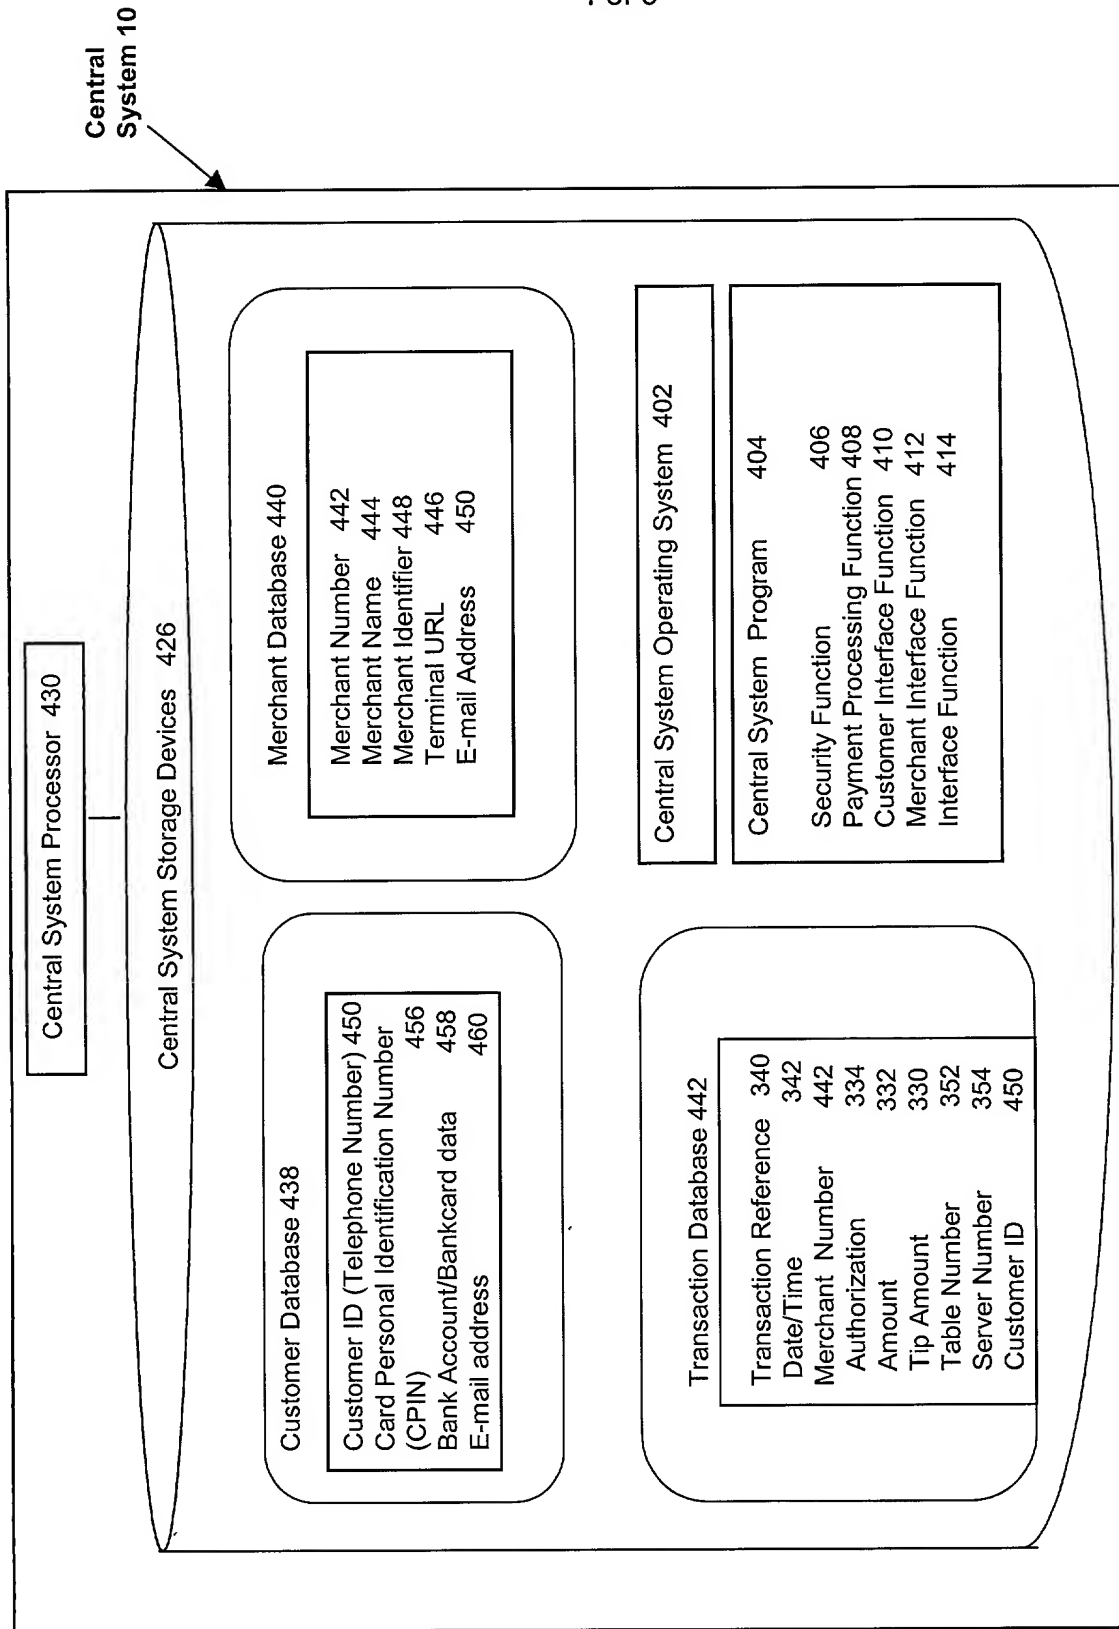 Central
System 10
Central System Processor 430
Central System Storage Devices 426
Customer Database 438
Customer ID (Telephone Number) 450
Card Personal Identification Number
(CPIN) 456
Bank Account/Bankcard data 458
E-mail address 460
Merchant Database 440
Merchant Number 442
Merchant Name 444
Merchant Identifier 448
Terminal URL 446
E-mail Address 450
Transaction Database 442
Transaction Reference 340
Date/Time 342
Merchant Number 442
Authorization 334
Amount 332
Tip Amount 330
Table Number 352
Server Number 354
Customer ID 450
Central System Operating System 402
Central System Program 404
Security Function 406
Payment Processing Function 408
Customer Interface Function 410
Merchant Interface Function 412
Interface Function 414